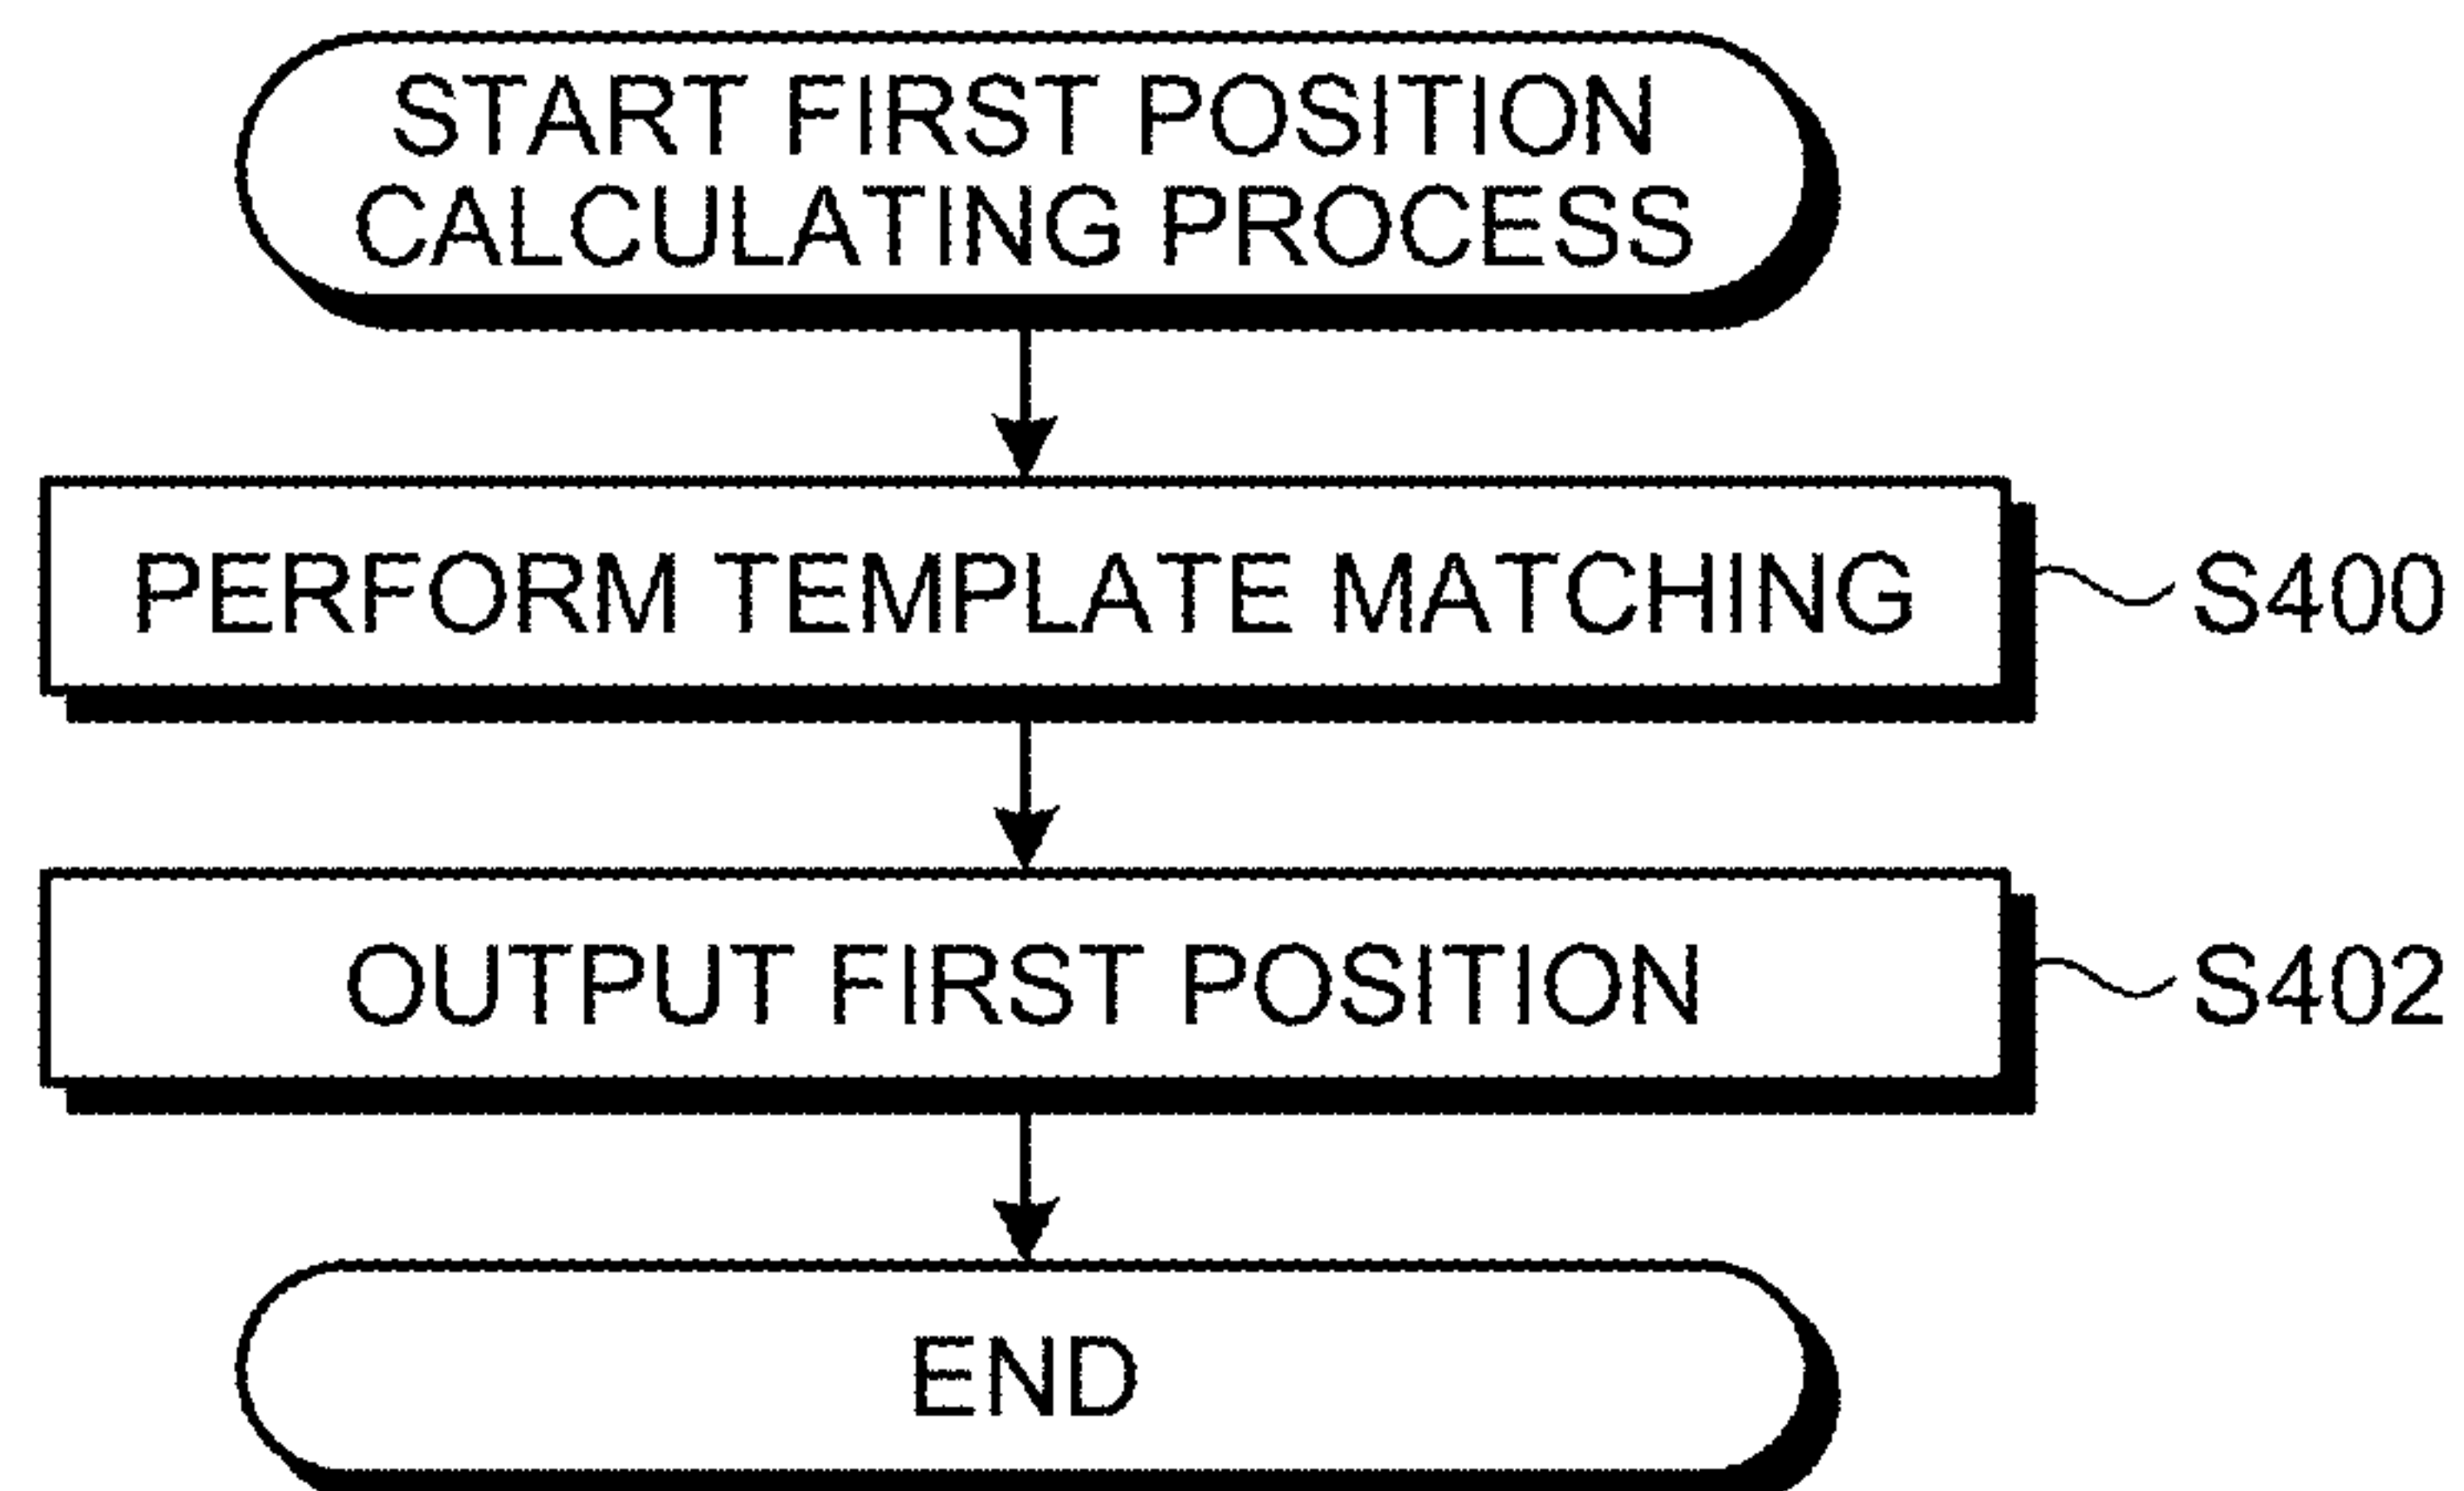 START FIRST POSITION
CALCULATING PROCESS
PERFORM TEMPLATE MATCHING
S400
OUTPUT FIRST POSITION
S402
END